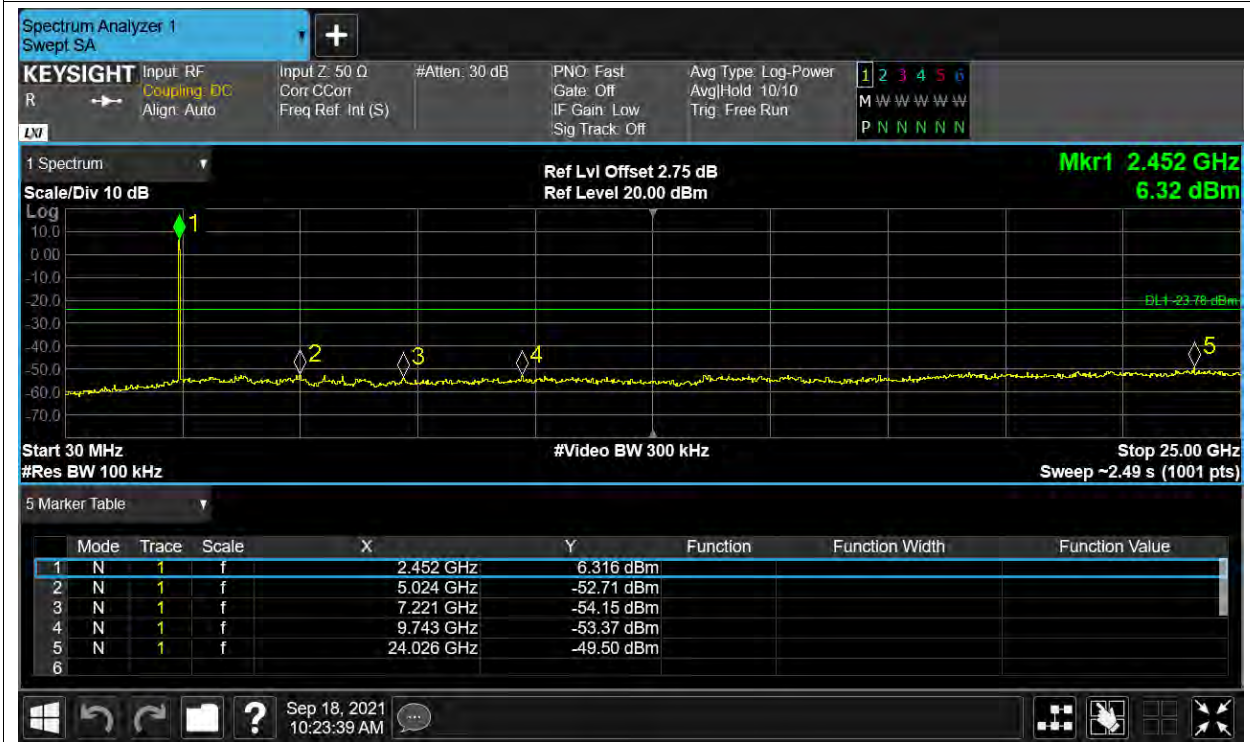 Spectrum Analyzer 1
Swept SA
KEYSIGHT Input: RF Input Z: 50 Ω #Atten: 30 dB PNO: Fast Avg Type: Log-Power 1 2 3 4 5 6
R Coupling: DC Corr CCorr Gate: Off Avg|Hold: 10/10 M W W W W W
Align: Auto Freq Ref: Int (S) IF Gain: Low Trig: Free Run
LXI Sig Track: Off P N N N N N
1 Spectrum Ref Lvl Offset 2.75 dB Mkr1 2.452 GHz
Scale/Div 10 dB Ref Level 20.00 dBm 6.32 dBm
Log
10.0 1
0.00
-10.0
-20.0 DL1 -23.78 dBm
-30.0
-40.0 2 3 4 5
-50.0
-60.0
-70.0
Start 30 MHz #Video BW 300 kHz Stop 25.00 GHz
#Res BW 100 kHz Sweep ~2.49 s (1001 pts)
5 Marker Table
Mode Trace Scale X Y Function Function Width Function Value
1 N 1 f 2.452 GHz 6.316 dBm
2 N 1 f 5.024 GHz -52.71 dBm
3 N 1 f 7.221 GHz -54.15 dBm
4 N 1 f 9.743 GHz -53.37 dBm
5 N 1 f 24.026 GHz -49.50 dBm
6
? Sep 18, 2021
10:23:39 AM